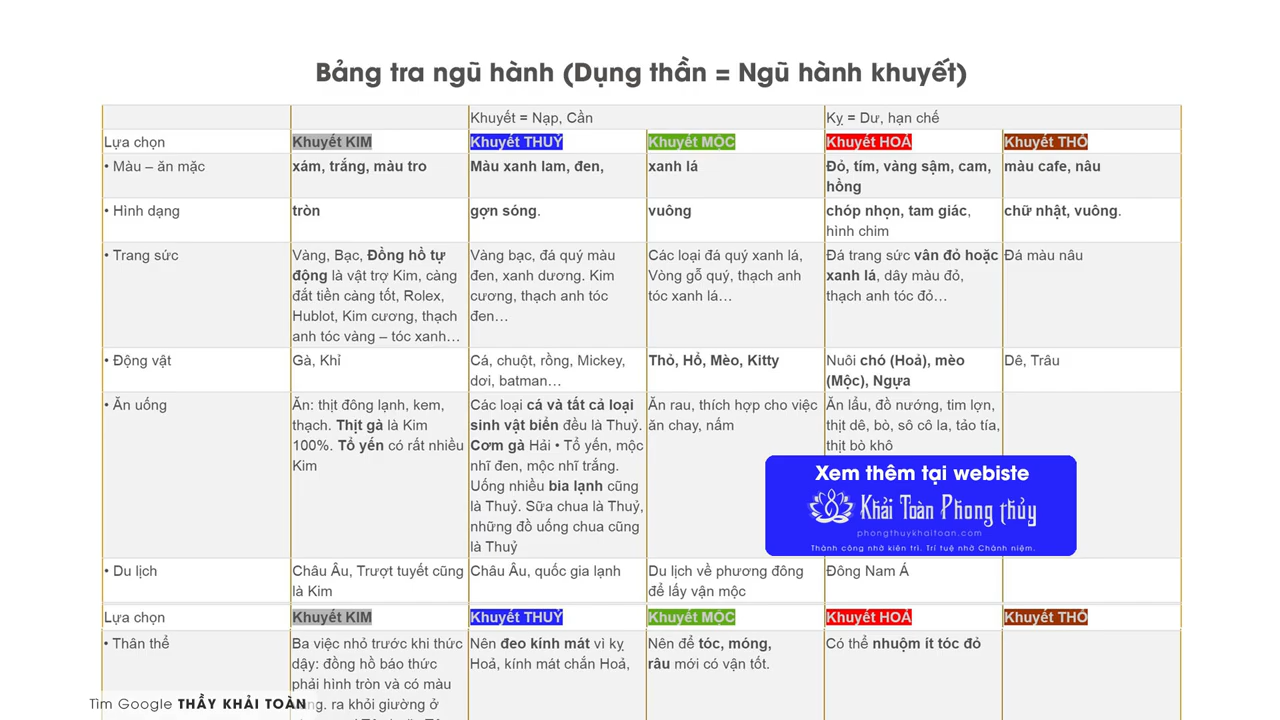 Bảng tra ngũ hành (Dụng thần = Ngũ hành khuyết)
Khuyết = Nạp, Cần
Kỵ = Dư, hạn chế
Lựa chọn
Khuyết KIM
Khuyết THUỶ
Khuyết MỘC
Khuyết HOẢ
Khuyết THỔ
• Màu – ăn mặc
xám, trắng, màu tro
Màu xanh lam, đen,
xanh lá
Đỏ, tím, vàng sậm, cam,
hồng
màu cafe, nâu
• Hình dạng
tròn
gợn sóng.
vuông
chóp nhọn, tam giác,
hình chim
chữ nhật, vuông.
• Trang sức
Vàng, Bạc, Đồng hồ tự
động là vật trợ Kim, càng
đắt tiền càng tốt, Rolex,
Hublot, Kim cương, thạch
anh tóc vàng – tóc xanh…
Vàng bạc, đá quý màu
đen, xanh dương. Kim
cương, thạch anh tóc
đen…
Các loại đá quý xanh lá,
Vòng gỗ quý, thạch anh
tóc xanh lá…
Đá trang sức vân đỏ hoặc
xanh lá, dây màu đỏ,
thạch anh tóc đỏ…
Đá màu nâu
• Động vật
Gà, Khỉ
Cá, chuột, rồng, Mickey,
dơi, batman…
Thỏ, Hổ, Mèo, Kitty
Nuôi chó (Hoả), mèo
(Mộc), Ngựa
Dê, Trâu
• Ăn uống
Ăn: thịt đông lạnh, kem,
thạch. Thịt gà là Kim
100%. Tổ yến có rất nhiều
Kim
Các loại cá và tất cả loại
sinh vật biển đều là Thuỷ.
Cơm gà Hải • Tổ yến, mộc
nhĩ đen, mộc nhĩ trắng.
Uống nhiều bia lạnh cũng
là Thuỷ. Sữa chua là Thuỷ,
những đồ uống chua cũng
là Thuỷ
Ăn rau, thích hợp cho việc
ăn chay, nấm
Ăn lẩu, đồ nướng, tim lợn,
thịt dê, bò, sô cô la, tảo tía,
thịt bò khô
Xem thêm tại webiste
Khải Toàn Phong thủy
phongthuykhaitoan.com
Thành công nhờ kiên trì. Trí tuệ nhờ Chánh niệm.
• Du lịch
Châu Âu, Trượt tuyết cũng
là Kim
Châu Âu, quốc gia lạnh
Du lịch về phương đông
để lấy vận mộc
Đông Nam Á
Lựa chọn
Khuyết KIM
Khuyết THUỶ
Khuyết MỘC
Khuyết HOẢ
Khuyết THỔ
• Thân thể
Ba việc nhỏ trước khi thức
dậy: đồng hồ báo thức
phải hình tròn và có màu
ra khỏi giường ở
Nên đeo kính mát vì kỵ
Hoả, kính mát chắn Hoả,
Nên để tóc, móng,
râu mới có vận tốt.
Có thể nhuộm ít tóc đỏ
Tìm Google THẦY KHẢI TOÀN